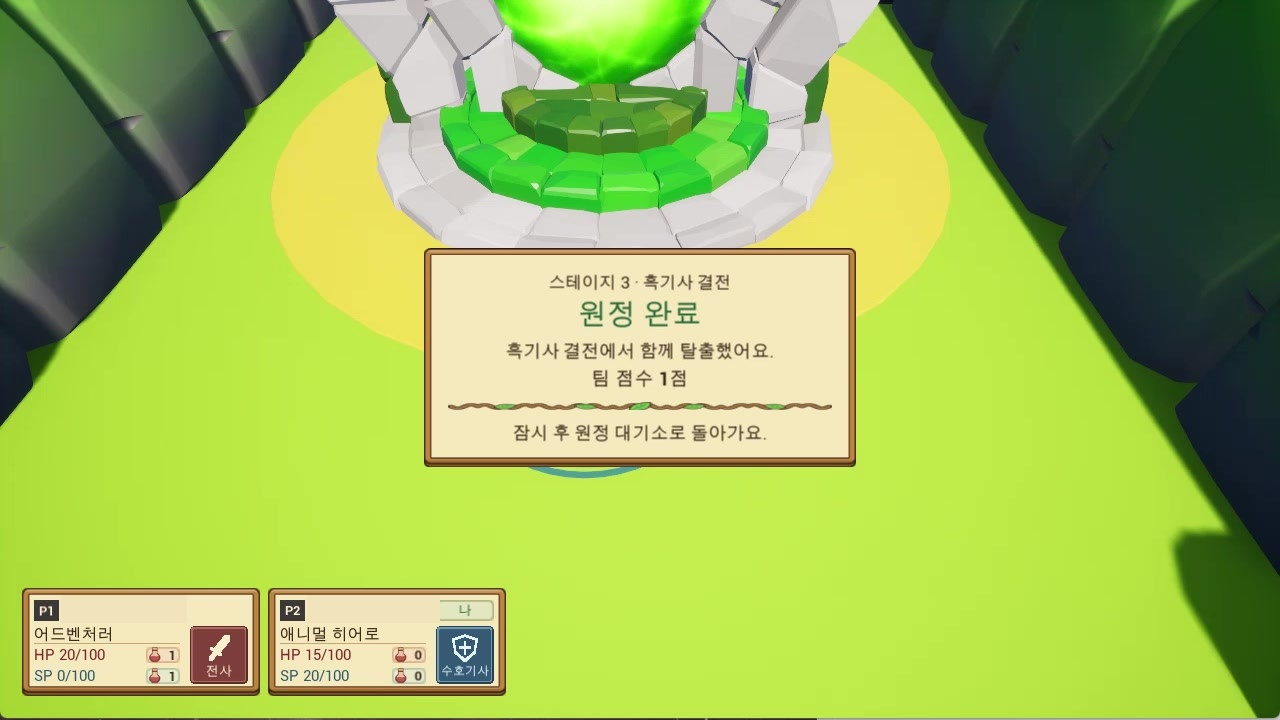 스테이지 3 · 흑기사 결전
원정 완료
흑기사 결전에서 함께 탈출했어요.
팀 점수 1점
잠시 후 원정 대기소로 돌아가요.
P1
어드벤처러
HP 20/100
1
SP 0/100
1
전사
P2
나
애니멀 히어로
HP 15/100
0
SP 20/100
0
수호기사